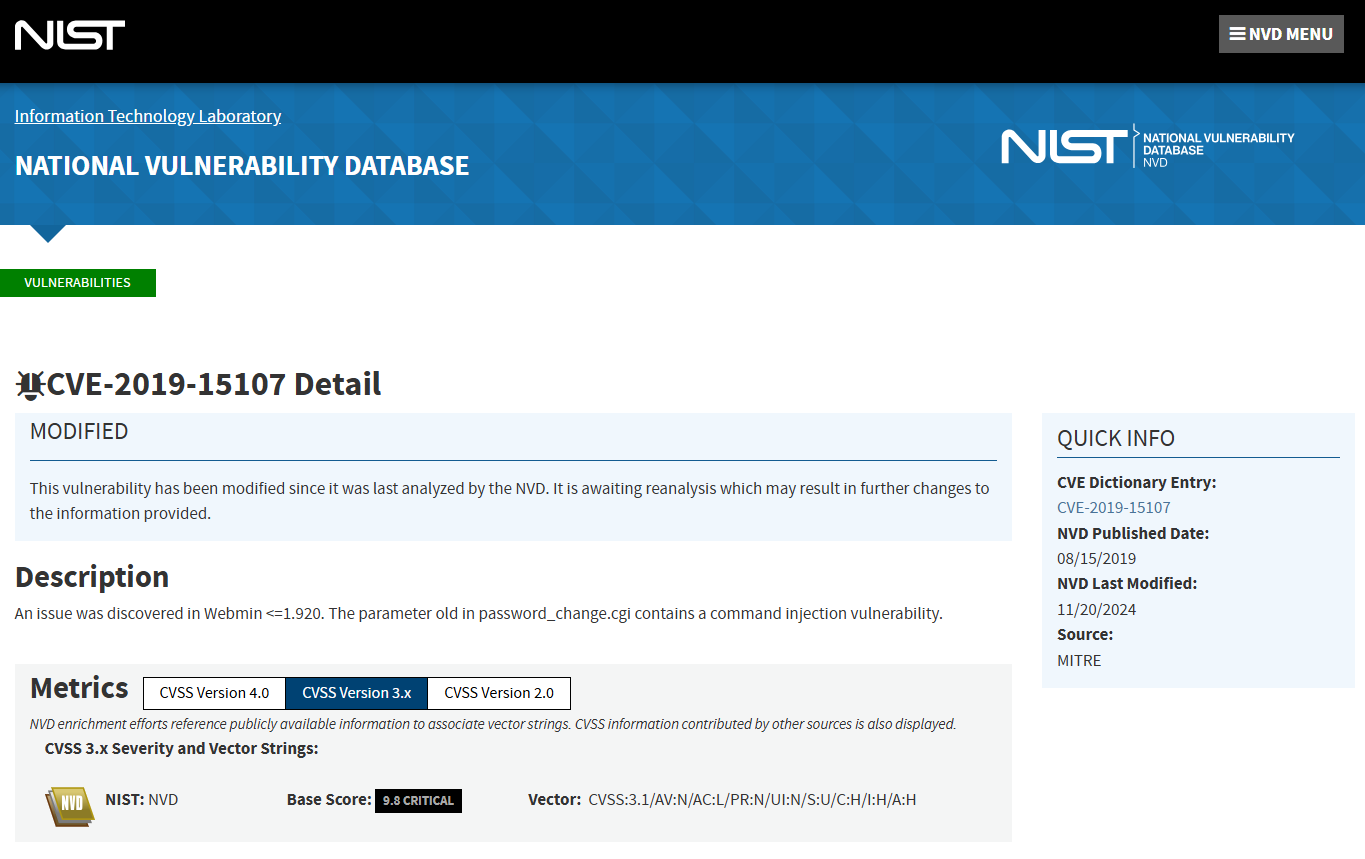 NIST
NVD MENU
Information Technology Laboratory
NATIONAL VULNERABILITY DATABASE
NIST
NATIONAL VULNERABILITY
DATABASE
NVD
VULNERABILITIES
CVE-2019-15107 Detail
MODIFIED
This vulnerability has been modified since it was last analyzed by the NVD. It is awaiting reanalysis which may result in further changes to
the information provided.
Description
An issue was discovered in Webmin <=1.920. The parameter old in password_change.cgi contains a command injection vulnerability.
QUICK INFO
CVE Dictionary Entry:
CVE-2019-15107
NVD Published Date:
08/15/2019
NVD Last Modified:
11/20/2024
Source:
MITRE
Metrics
CVSS Version 4.0 CVSS Version 3.x CVSS Version 2.0
NVD enrichment efforts reference publicly available information to associate vector strings. CVSS information contributed by other sources is also displayed.
CVSS 3.x Severity and Vector Strings:
NVD NIST: NVD Base Score: 9.8 CRITICAL Vector: CVSS:3.1/AV:N/AC:L/PR:N/UI:N/S:U/C:H/I:H/A:H